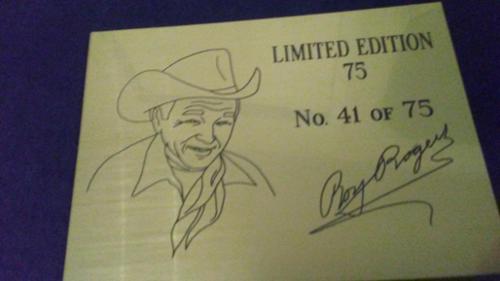 LIMITED EDITION
75
No. 41 OF 75
Roy Rogers